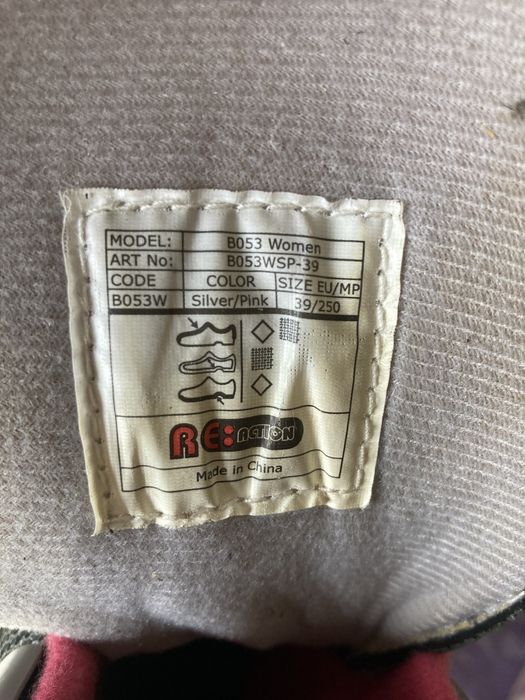 MODEL: B053 Women
ART No: B053WSP-39
CODE COLOR SIZE EU/MP
B053W Silver/Pink 39/250
RE:ACTION
Made in China